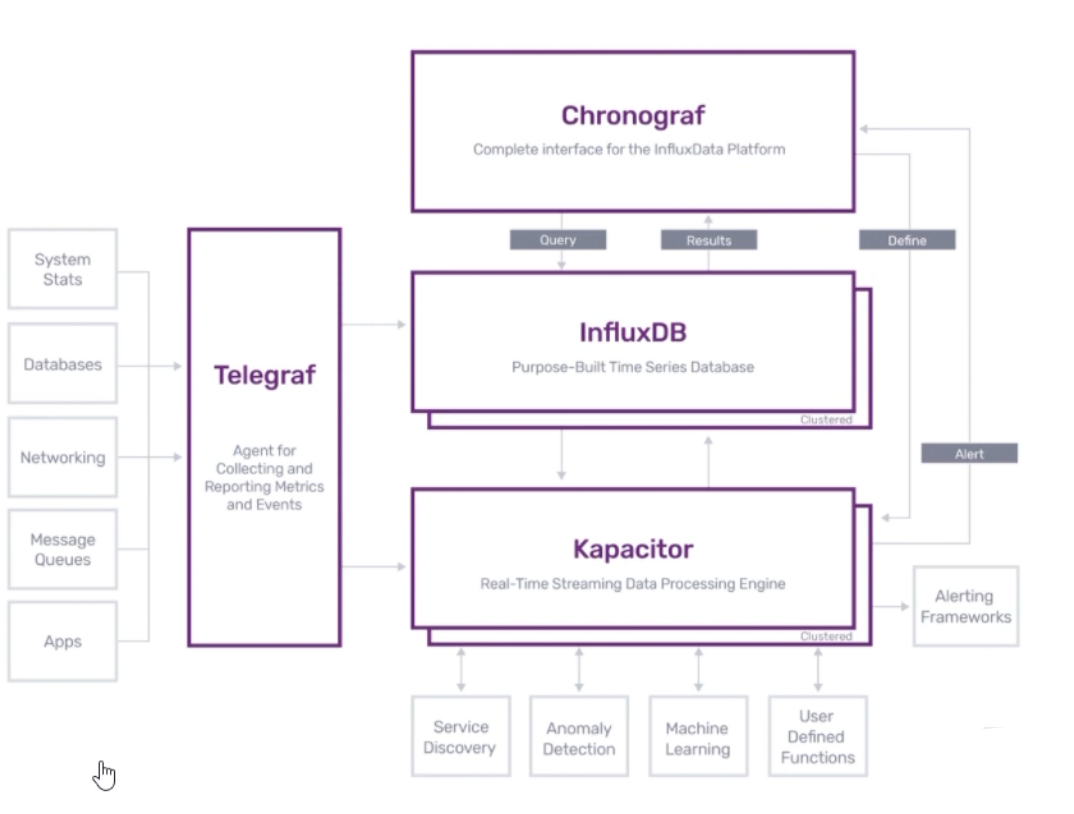 Chronograf
Complete interface for the InfluxData Platform
Query
Results
Define
System
Stats
Databases
Networking
Message
Queues
Apps
Telegraf
Agent for
Collecting and
Reporting Metrics
and Events
InfluxDB
Purpose-Built Time Series Database
Clustered
Alert
Kapacitor
Real-Time Streaming Data Processing Engine
Clustered
Alerting
Frameworks
Service
Discovery
Anomaly
Detection
Machine
Learning
User
Defined
Functions